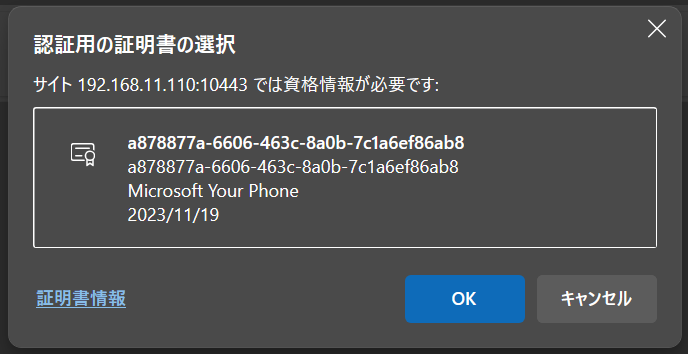 認証用の証明書の選択
サイト 192.168.11.110:10443 では資格情報が必要です:
a878877a-6606-463c-8a0b-7c1a6ef86ab8
a878877a-6606-463c-8a0b-7c1a6ef86ab8
Microsoft Your Phone
2023/11/19
証明書情報
OK
キャンセル